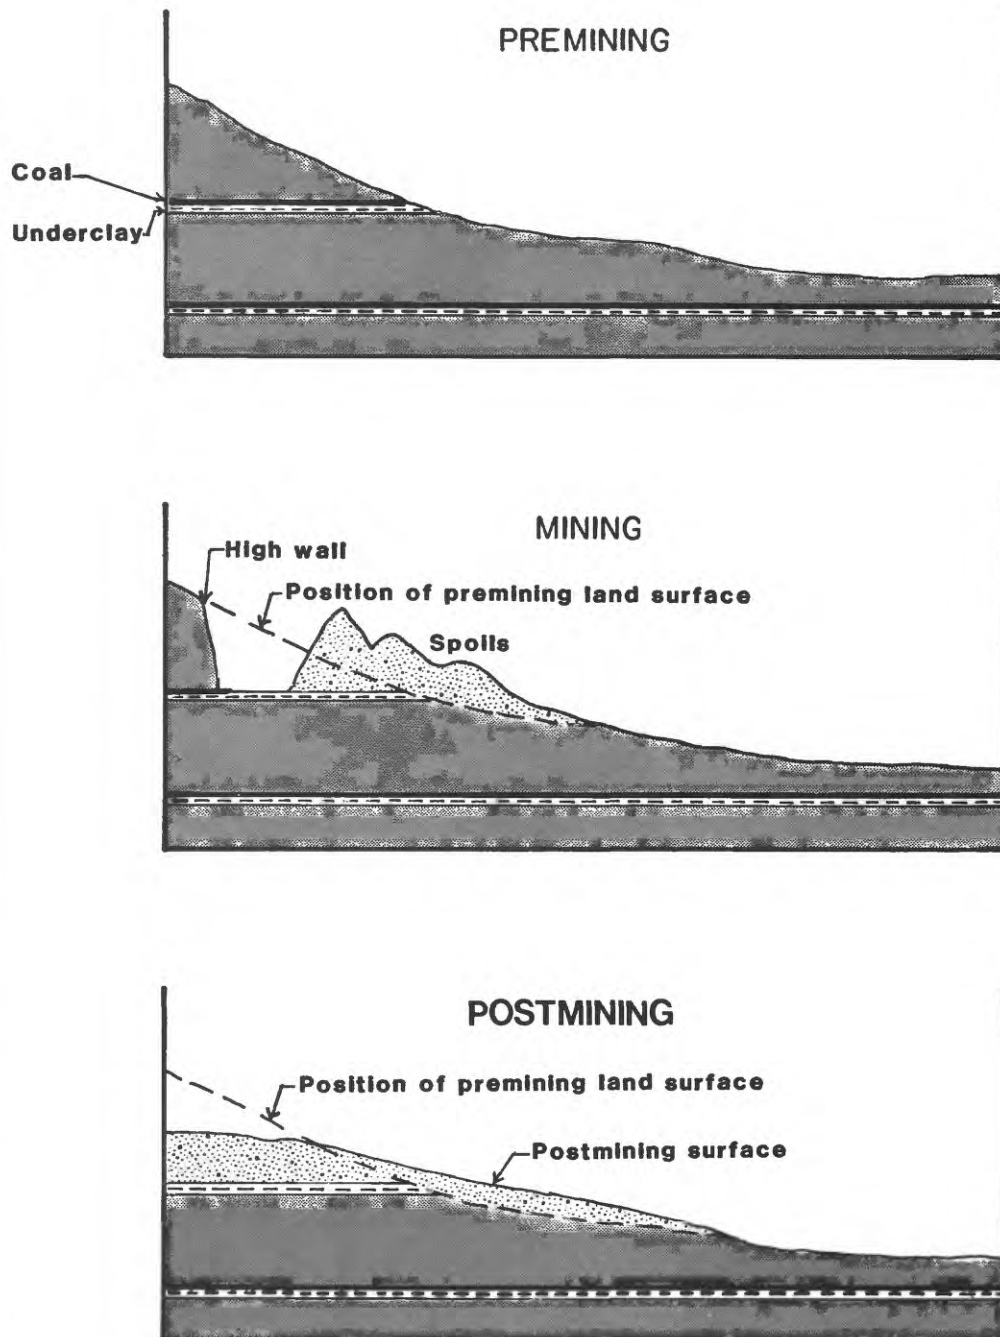 PREMINING
Coal
Underclay
MINING
High wall
Position of premining land surface
Spoils
POSTMINING
Position of premining land surface
Postmining surface